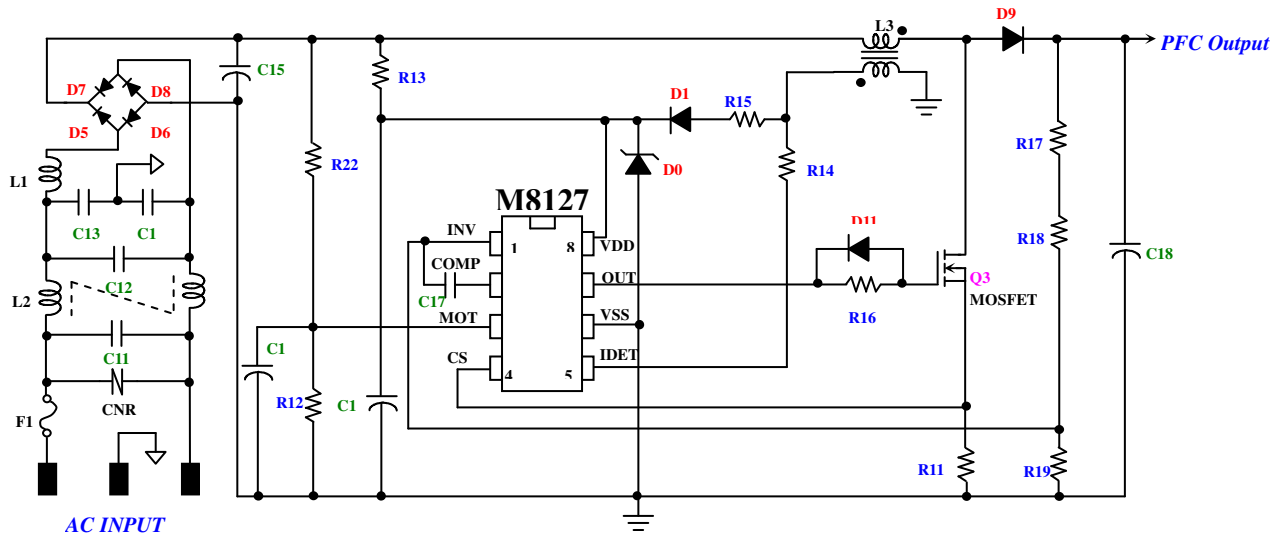 D9
L3
PFC Output
C15
R13
D7
D8
D1
R15
D5
D6
R17
R22
D0
R14
L1
M8127
C13
C1
INV
1
8
VDD
D11
R18
C18
COMP
OUT
C12
C17
Q3
L2
MOSFET
MOT
VSS
R16
C11
C1
CS
IDET
4
5
R12
C1
CNR
F1
R11
R19
AC INPUT